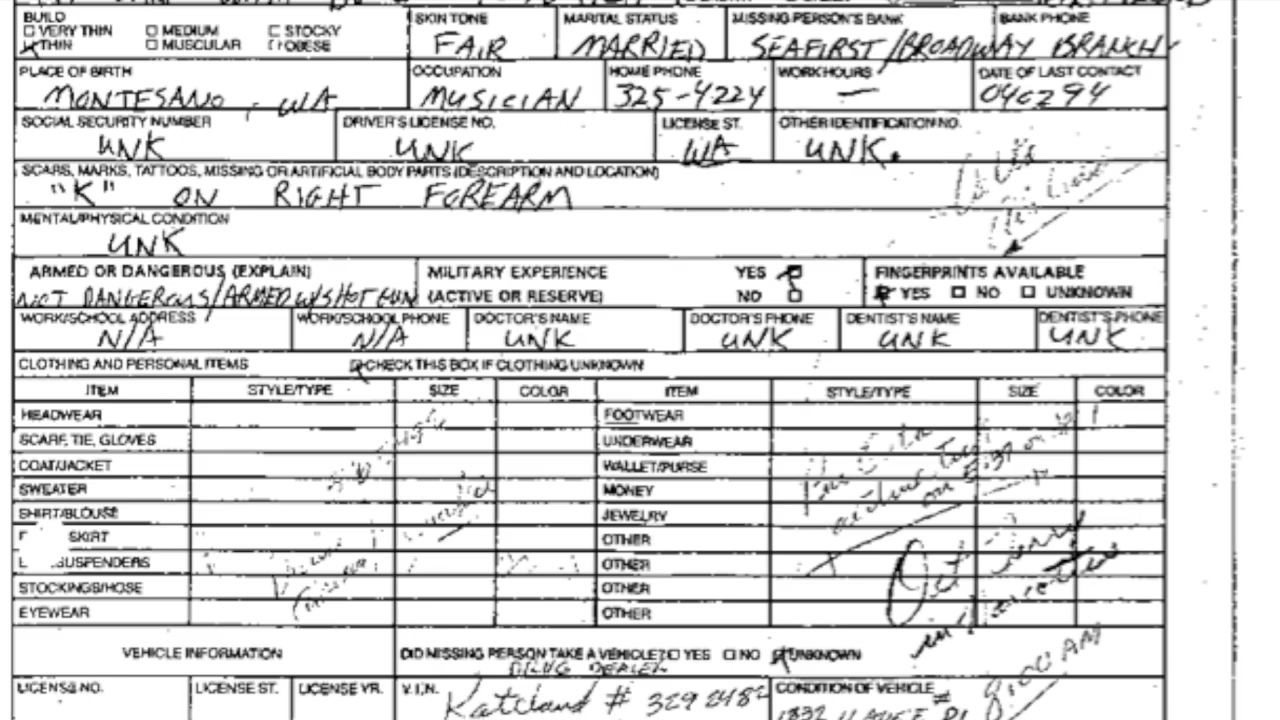 BUILD
VERY THIN MEDIUM STOCKY
THIN MUSCULAR OBESE
SKIN TONE
FAIR
MARITAL STATUS
MARRIED
MISSING PERSON'S BANK
BANK PHONE
SEAFIRST/BROADWAY BRANCH
PLACE OF BIRTH
MONTESANO, WA
OCCUPATION
MUSICIAN
HOME PHONE
325-4224
WORK HOURS
—
DATE OF LAST CONTACT
040294
SOCIAL SECURITY NUMBER
UNK
DRIVER'S LICENSE NO.
UNK
LICENSE ST.
WA
OTHER IDENTIFICATION NO.
UNK.
SCARS, MARKS, TATTOOS, MISSING OR ARTIFICIAL BODY PARTS (DESCRIPTION AND LOCATION)
"K" ON RIGHT FOREARM
MENTAL/PHYSICAL CONDITION
UNK
ARMED OR DANGEROUS (EXPLAIN)
NOT DANGEROUS/ARMED W/SHOTGUN
MILITARY EXPERIENCE YES
(ACTIVE OR RESERVE) NO
FINGERPRINTS AVAILABLE
YES NO UNKNOWN
WORK/SCHOOL ADDRESS
N/A
WORK/SCHOOL PHONE
N/A
DOCTOR'S NAME
UNK
DOCTOR'S PHONE
UNK
DENTIST'S NAME
UNK
DENTIST'S PHONE
UNK
CLOTHING AND PERSONAL ITEMS CHECK THIS BOX IF CLOTHING UNKNOWN
ITEM STYLE/TYPE SIZE COLOR ITEM STYLE/TYPE SIZE COLOR
HEADWEAR FOOTWEAR
SCARF, TIE, GLOVES UNDERWEAR
COAT/JACKET WALLET/PURSE
SWEATER MONEY
SHIRT/BLOUSE JEWELRY
SKIRT OTHER
SUSPENDERS OTHER
STOCKINGS/HOSE OTHER
EYEWEAR OTHER
VEHICLE INFORMATION DID MISSING PERSON TAKE A VEHICLE? YES NO UNKNOWN
DRUG DEALER
LICENSE NO. LICENSE ST. LICENSE YR. V.I.N.
# 329 2482
CONDITION OF VEHICLE
8:00 AM